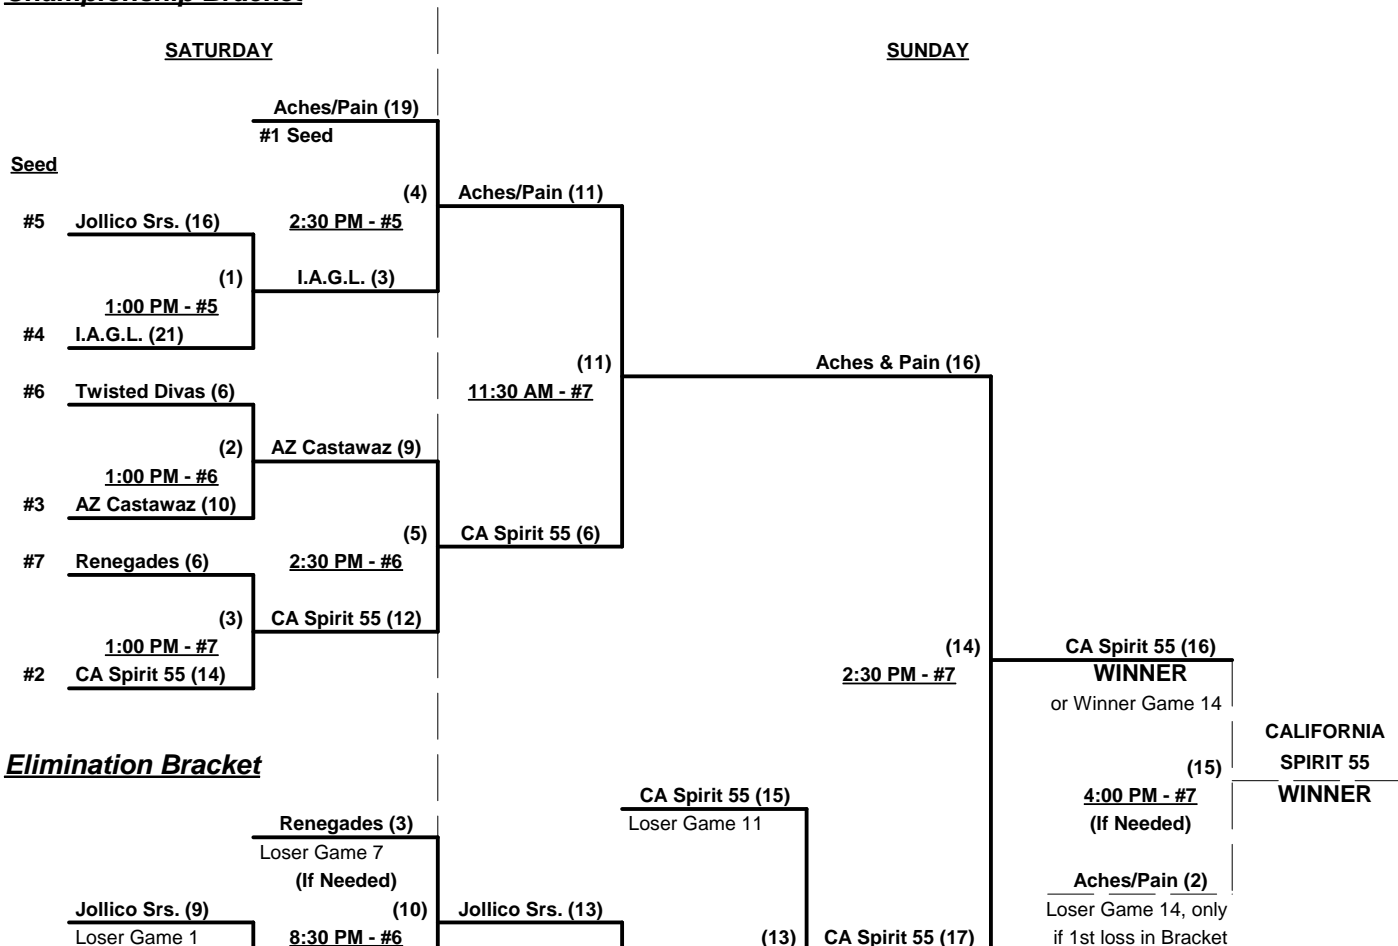 Championship Bracket
SATURDAY
SUNDAY
Aches/Pain (19)
#1 Seed
Seed
(4)
Aches/Pain (11)
#5
Jollico Srs. (16)
2:30 PM - #5
(1)
I.A.G.L. (3)
1:00 PM - #5
#4
I.A.G.L. (21)
(11)
Aches & Pain (16)
#6
Twisted Divas (6)
11:30 AM - #7
(2)
AZ Castawaz (9)
1:00 PM - #6
#3
AZ Castawaz (10)
(5)
CA Spirit 55 (6)
#7
Renegades (6)
2:30 PM - #6
(3)
CA Spirit 55 (12)
1:00 PM - #7
(14)
CA Spirit 55 (16)
#2
CA Spirit 55 (14)
2:30 PM - #7
WINNER
or Winner Game 14
CALIFORNIA
Elimination Bracket
SPIRIT 55
(15)
CA Spirit 55 (15)
4:00 PM - #7
WINNER
Renegades (3)
Loser Game 11
(If Needed)
Loser Game 7
(If Needed)
Aches/Pain (2)
Jollico Srs. (9)
(10)
Jollico Srs. (13)
Loser Game 14, only
Loser Game 1
8:30 PM - #6
(13)
CA Spirit 55 (17)
if 1st loss in Bracket